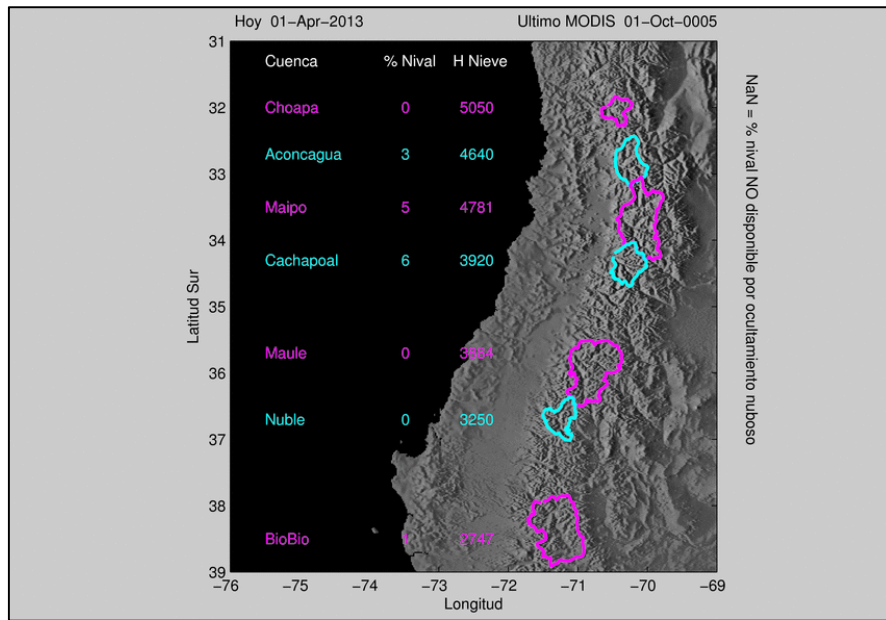 Hoy 01-Apr-2013 Ultimo MODIS 01-Oct-0005
Cuenca % Nival H Nieve
Choapa 0 5050
Aconcagua 3 4640
Maipo 5 4781
Cachapoal 6 3920
Maule 0 3884
Nuble 0 3250
BioBio 2747
31
32
33
34
35
36
37
38
39
Latitud Sur
−76 −75 −74 −73 −72 −71 −70 −69
Longitud
NaN = % nival NO disponible por ocultamiento nuboso